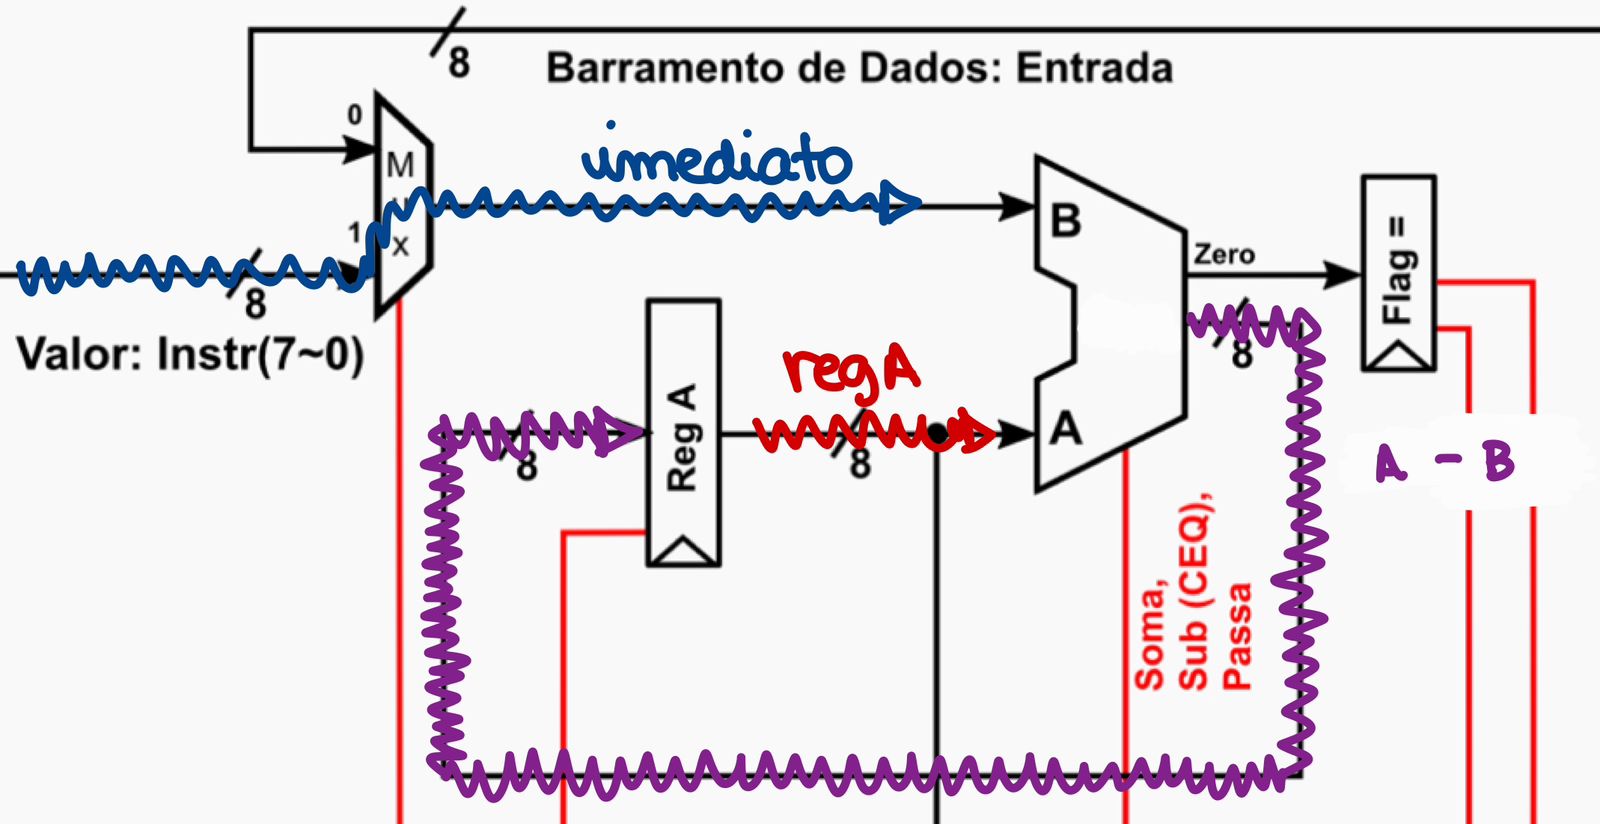 8
Barramento de Dados: Entrada
0
M
u
x
1
imediato
B
Zero
Flag =
8
Valor: Instr(7~0)
8
regA
Reg A
A
8
8
A - B
Soma,
Sub (CEQ),
Passa